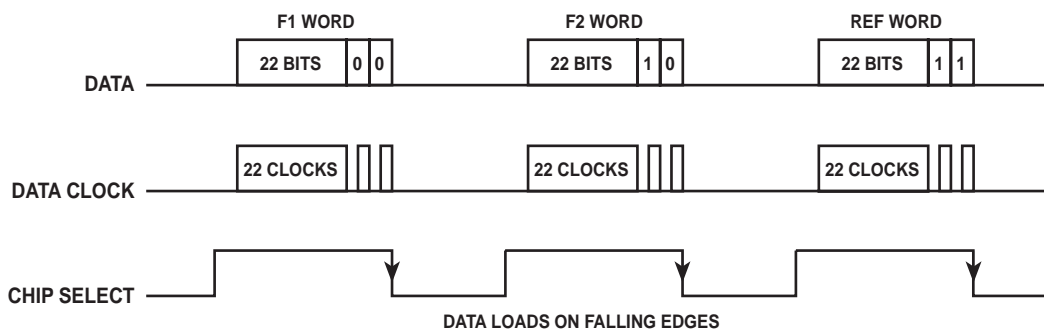 F1 WORD F2 WORD REF WORD
DATA 22 BITS 0 0 22 BITS 1 0 22 BITS 1 1
DATA CLOCK 22 CLOCKS 22 CLOCKS 22 CLOCKS
CHIP SELECT
DATA LOADS ON FALLING EDGES